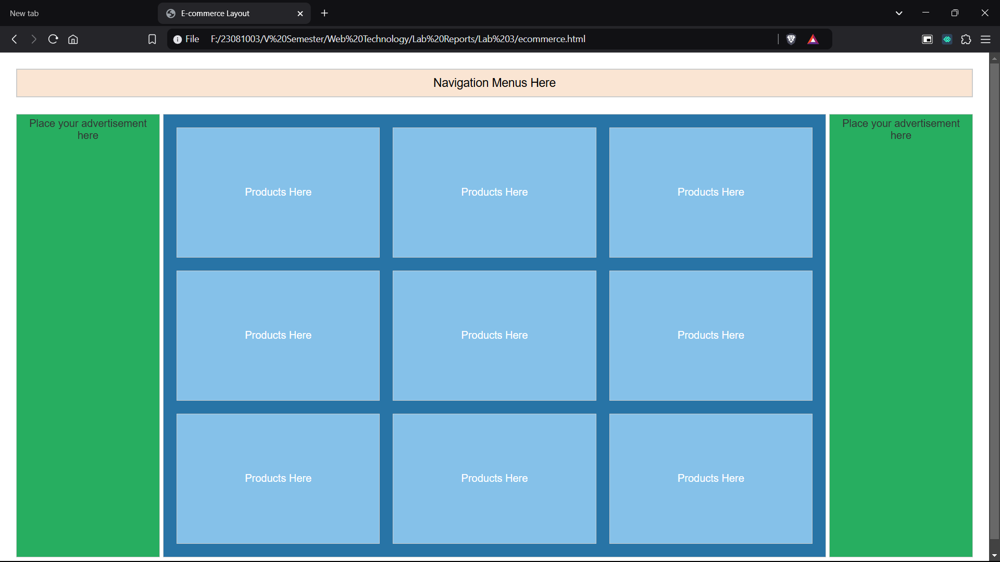 New tab
E-commerce Layout
File F:/23081003/V%20Semester/Web%20Technology/Lab%20Reports/Lab%203/ecommerce.html
Navigation Menus Here
Place your advertisement
here
Products Here Products Here Products Here
Products Here Products Here Products Here
Products Here Products Here Products Here
Place your advertisement
here